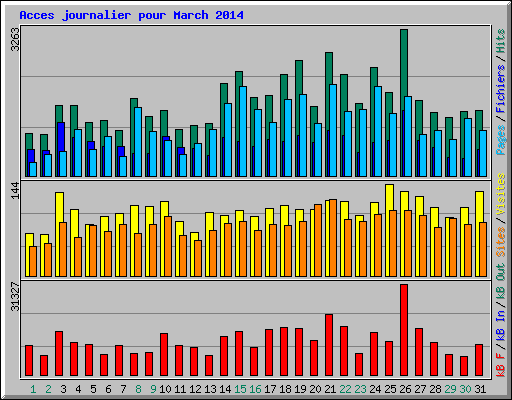 Acces journalier pour March 2014
3263
144
31327
Pages / Fichiers / Hits
Sites / Visites
kB F / kB In / kB Out
1 2 3 4 5 6 7 8 9 10 11 12 13 14 15 16 17 18 19 20 21 22 23 24 25 26 27 28 29 30 31